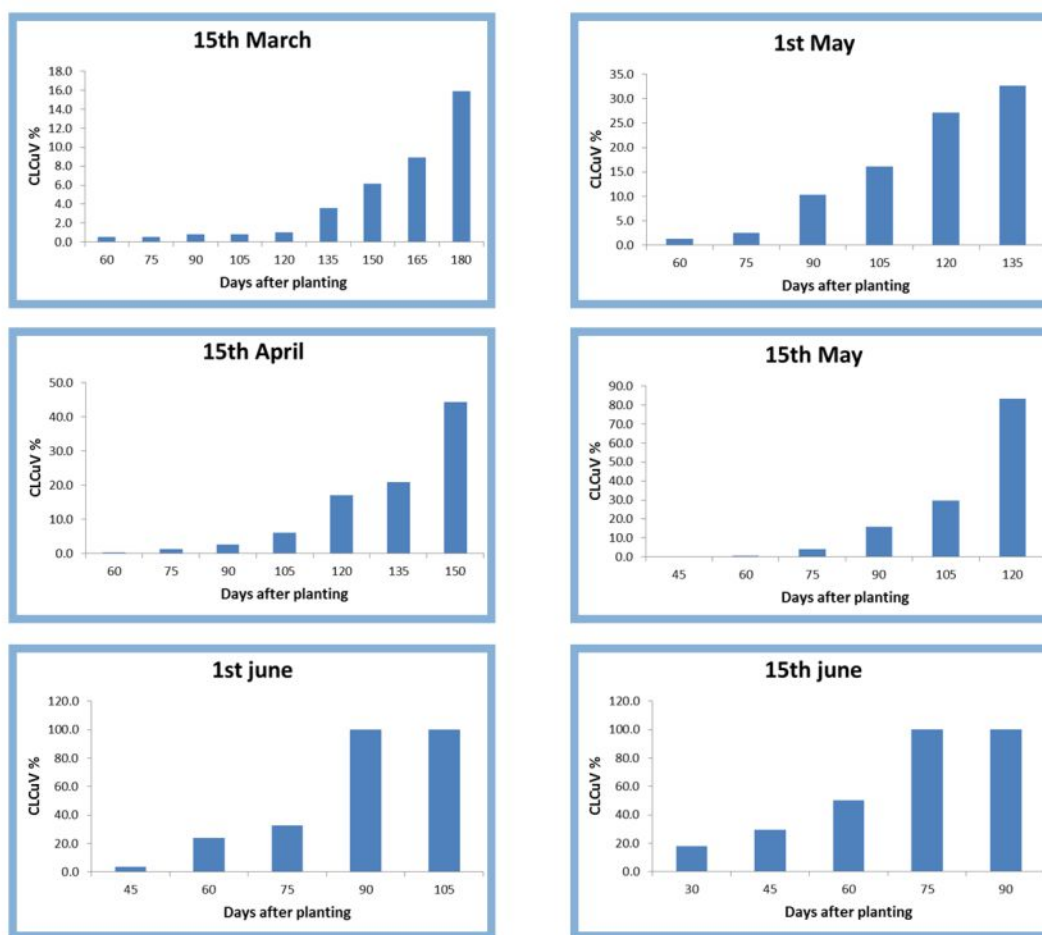 15th March
CLCuV %
18.0
16.0
14.0
12.0
10.0
8.0
6.0
4.0
2.0
0.0
60 75 90 105 120 135 150 165 180
Days after planting
1st May
CLCuV %
35.0
30.0
25.0
20.0
15.0
10.0
5.0
0.0
60 75 90 105 120 135
Days after planting
15th April
CLCuV %
50.0
40.0
30.0
20.0
10.0
0.0
60 75 90 105 120 135 150
Days after planting
15th May
CLCuV %
90.0
80.0
70.0
60.0
50.0
40.0
30.0
20.0
10.0
0.0
45 60 75 90 105 120
Days after planting
1st june
CLCuV %
120.0
100.0
80.0
60.0
40.0
20.0
0.0
45 60 75 90 105
Days after planting
15th june
CLCuV %
120.0
100.0
80.0
60.0
40.0
20.0
0.0
30 45 60 75 90
Days after planting